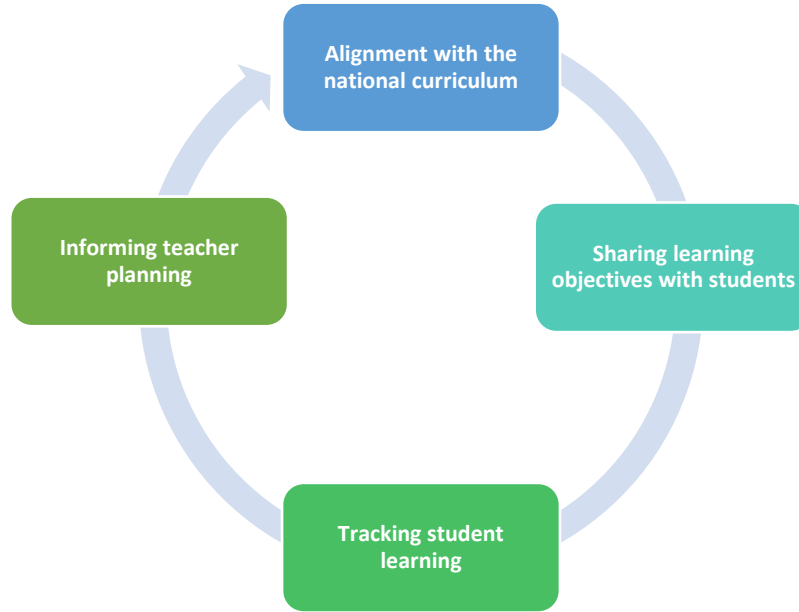 Alignment with the
national curriculum
Sharing learning
objectives with students
Tracking student
learning
Informing teacher
planning